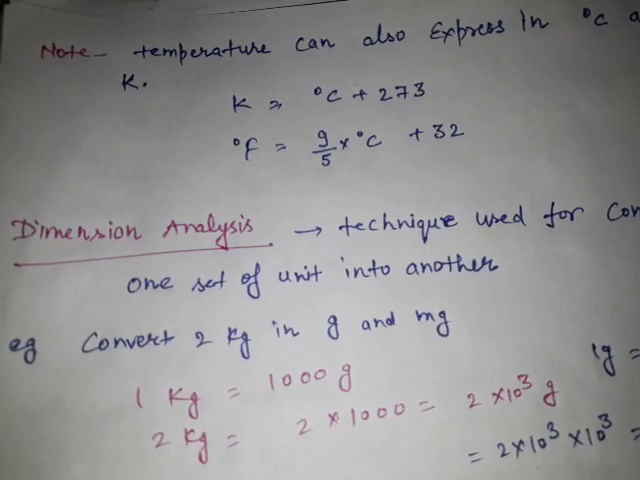 Note - temperature can also Express in °C
K.
K = °C + 273
°F = 9/5 x °C + 32
Dimension Analysis → technique used for
one set of unit into another
eg Convert 2 Kg in g and mg
1 Kg = 1000 g
1g =
2 Kg = 2 x 1000 = 2 x 10³ g
= 2 x 10³ x 10³ =